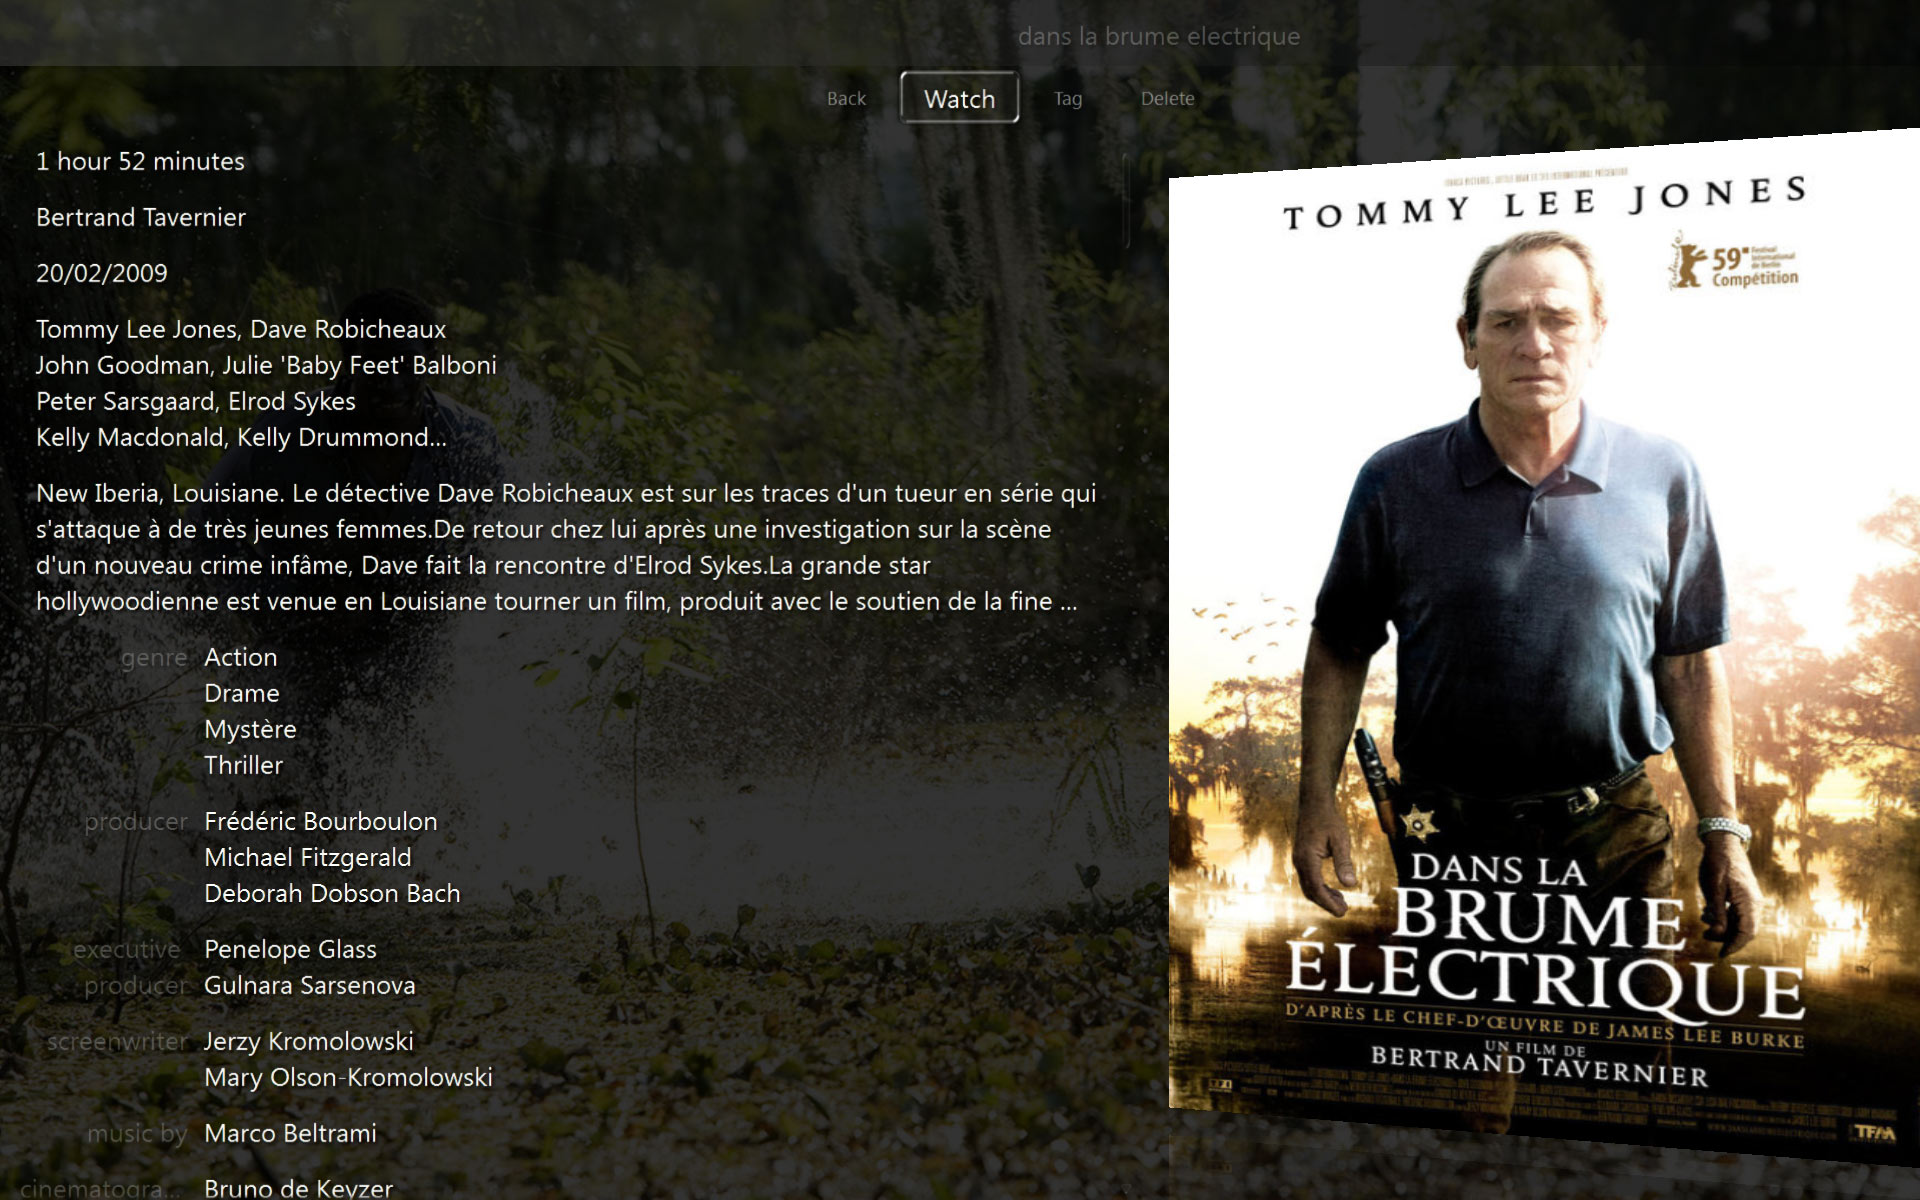 dans la brume electrique
Back
Watch
Tag
Delete
1 hour 52 minutes
Bertrand Tavernier
20/02/2009
Tommy Lee Jones, Dave Robicheaux
John Goodman, Julie 'Baby Feet' Balboni
Peter Sarsgaard, Elrod Sykes
Kelly Macdonald, Kelly Drummond...
New Iberia, Louisiane. Le détective Dave Robicheaux est sur les traces d'un tueur en série qui
s'attaque à de très jeunes femmes.De retour chez lui après une investigation sur la scène
d'un nouveau crime infâme, Dave fait la rencontre d'Elrod Sykes.La grande star
hollywoodienne est venue en Louisiane tourner un film, produit avec le soutien de la fine ...
genre Action
Drame
Mystère
Thriller
producer Frédéric Bourboulon
Michael Fitzgerald
Deborah Dobson Bach
executive Penelope Glass
producer Gulnara Sarsenova
screenwriter Jerzy Kromolowski
Mary Olson-Kromolowski
music by Marco Beltrami
cinematogra... Bruno de Keyzer
TOMMY LEE JONES
59
Festival
International
de Berlin
Compétition
DANS LA
BRUME
ÉLECTRIQUE
D'APRÈS LE CHEF-D'ŒUVRE DE JAMES LEE BURKE
UN FILM DE
BERTRAND TAVERNIER
TFM